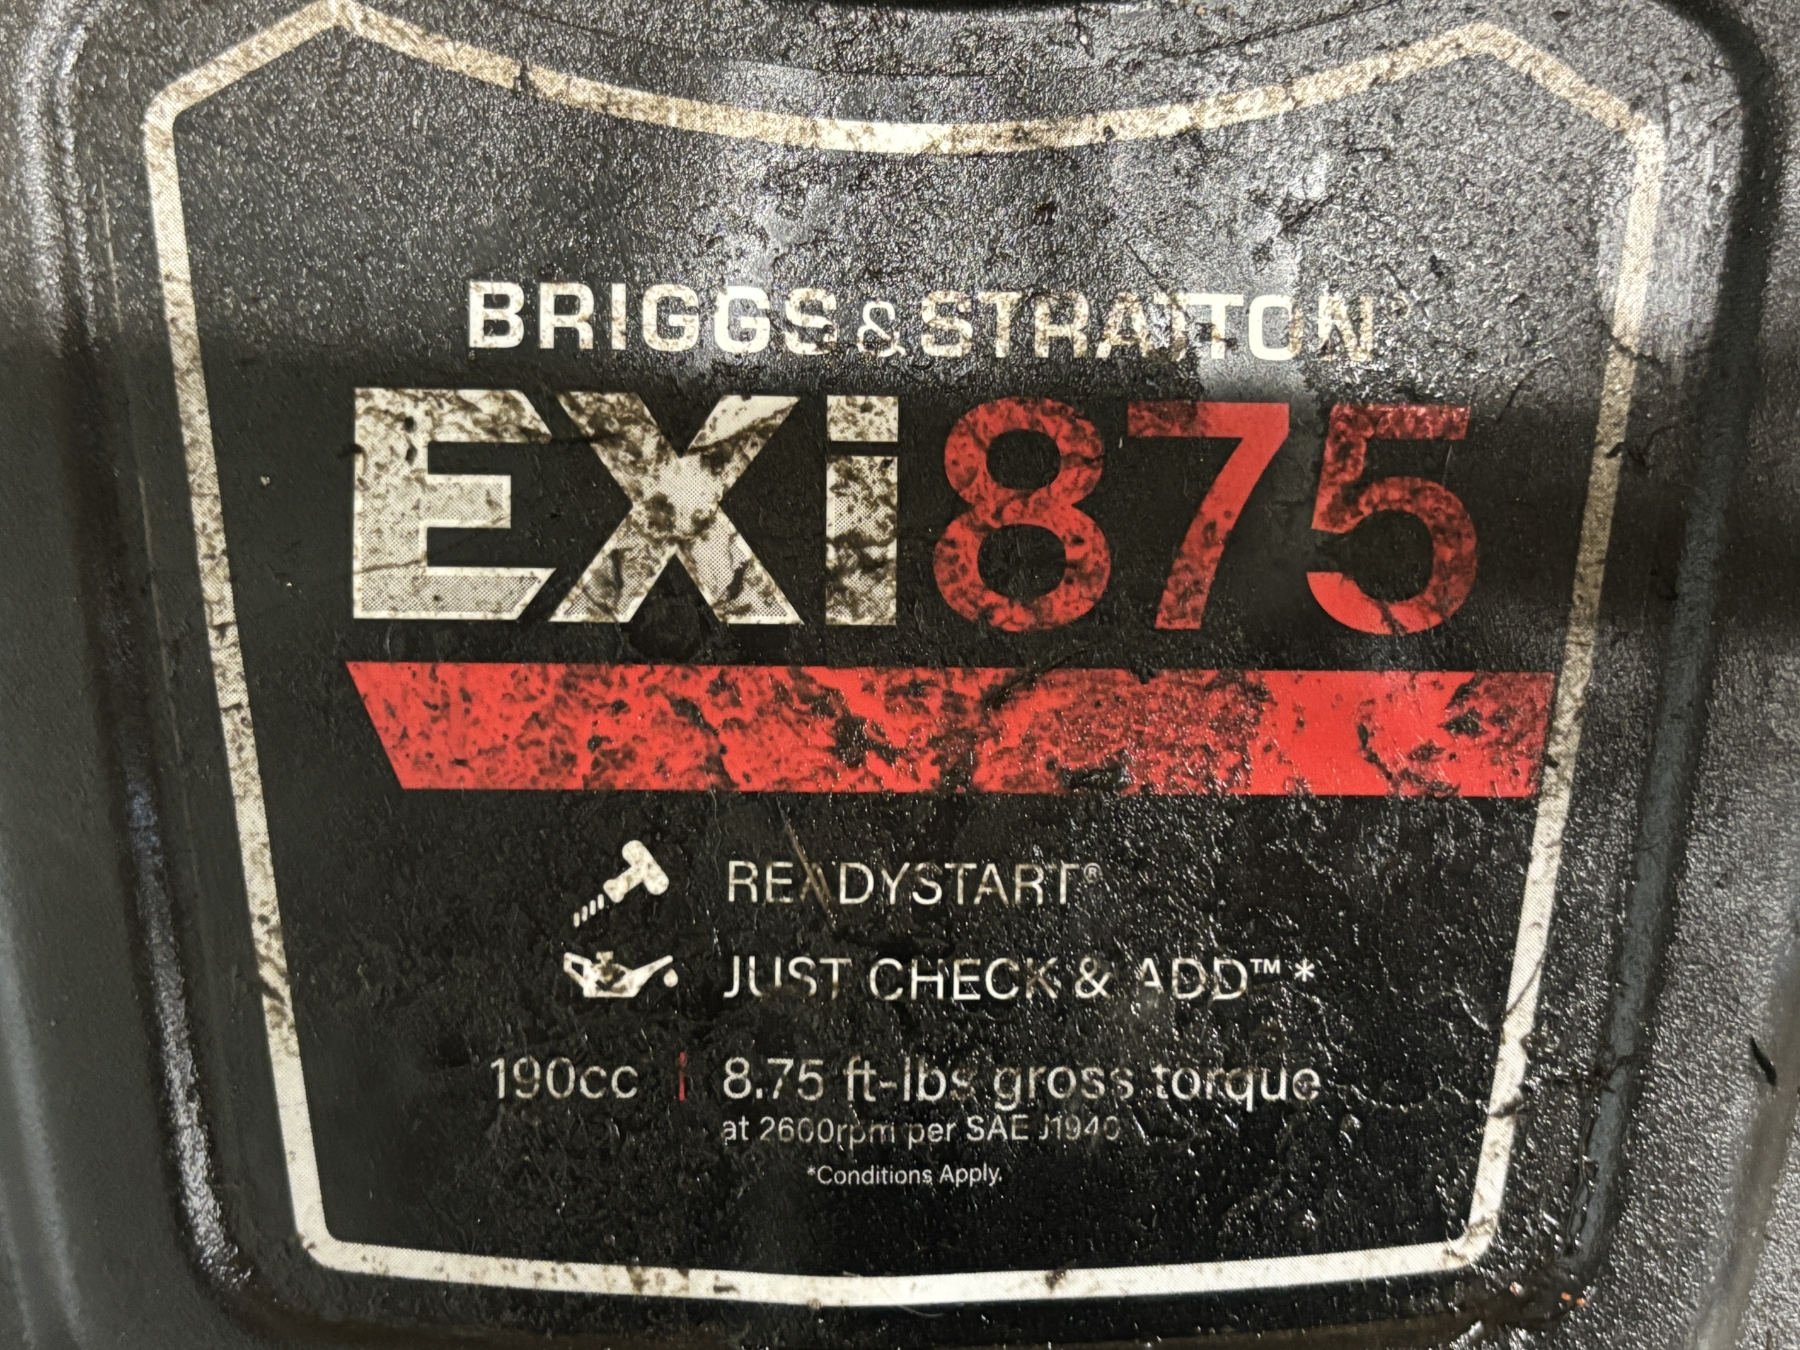 BRIGGS & STRATTON®
EXi875
READYSTART®
JUST CHECK & ADD™*
190cc | 8.75 ft-lbs gross torque
at 2600rpm per SAE J1940
*Conditions Apply.